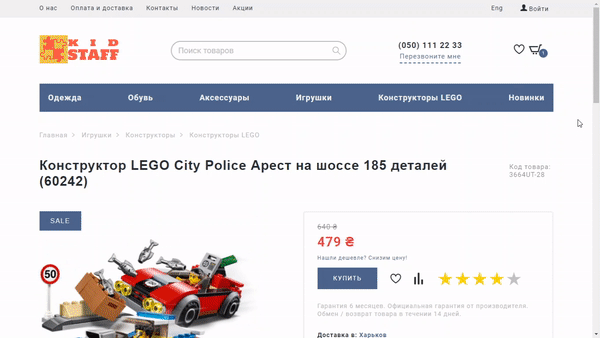 О нас Оплата и доставка Контакты Новости Акции Eng Войти
KID
STAFF
Поиск товаров
(050) 111 22 33
Перезвоните мне
1
Одежда Обувь Аксессуары Игрушки Конструкторы LEGO Новинки
Главная > Игрушки > Конструкторы > Конструкторы LEGO
Конструктор LEGO City Police Арест на шоссе 185 деталей
(60242)
Код товара:
3664UT-28
SALE
640 ₴
479 ₴
Нашли дешевле? Снизим цену!
КУПИТЬ
50
Гарантия 6 месяцев. Официальная гарантия от производителя.
Обмен / возврат товара в течении 14 дней.
Доставка в: Харьков